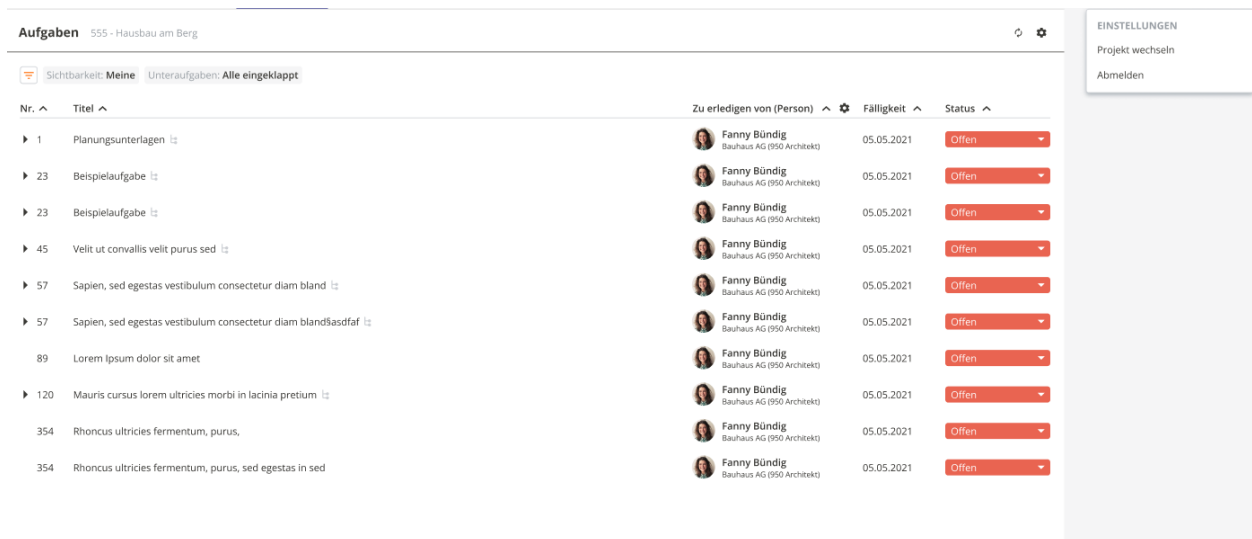 Aufgaben 555 - Hausbau am Berg
EINSTELLUNGEN
Projekt wechseln
Abmelden
Sichtbarkeit: Meine Unteraufgaben: Alle eingeklappt
Nr. Titel Zu erledigen von (Person) Fälligkeit Status
1 Planungsunterlagen Fanny Bündig 05.05.2021 Offen
Bauhaus AG (950 Architekt)
23 Beispielaufgabe Fanny Bündig 05.05.2021 Offen
Bauhaus AG (950 Architekt)
23 Beispielaufgabe Fanny Bündig 05.05.2021 Offen
Bauhaus AG (950 Architekt)
45 Velit ut convallis velit purus sed Fanny Bündig 05.05.2021 Offen
Bauhaus AG (950 Architekt)
57 Sapien, sed egestas vestibulum consectetur diam bland Fanny Bündig 05.05.2021 Offen
Bauhaus AG (950 Architekt)
57 Sapien, sed egestas vestibulum consectetur diam bland§asdfaf Fanny Bündig 05.05.2021 Offen
Bauhaus AG (950 Architekt)
89 Lorem Ipsum dolor sit amet Fanny Bündig 05.05.2021 Offen
Bauhaus AG (950 Architekt)
120 Mauris cursus lorem ultricies morbi in lacinia pretium Fanny Bündig 05.05.2021 Offen
Bauhaus AG (950 Architekt)
354 Rhoncus ultricies fermentum, purus, Fanny Bündig 05.05.2021 Offen
Bauhaus AG (950 Architekt)
354 Rhoncus ultricies fermentum, purus, sed egestas in sed Fanny Bündig 05.05.2021 Offen
Bauhaus AG (950 Architekt)